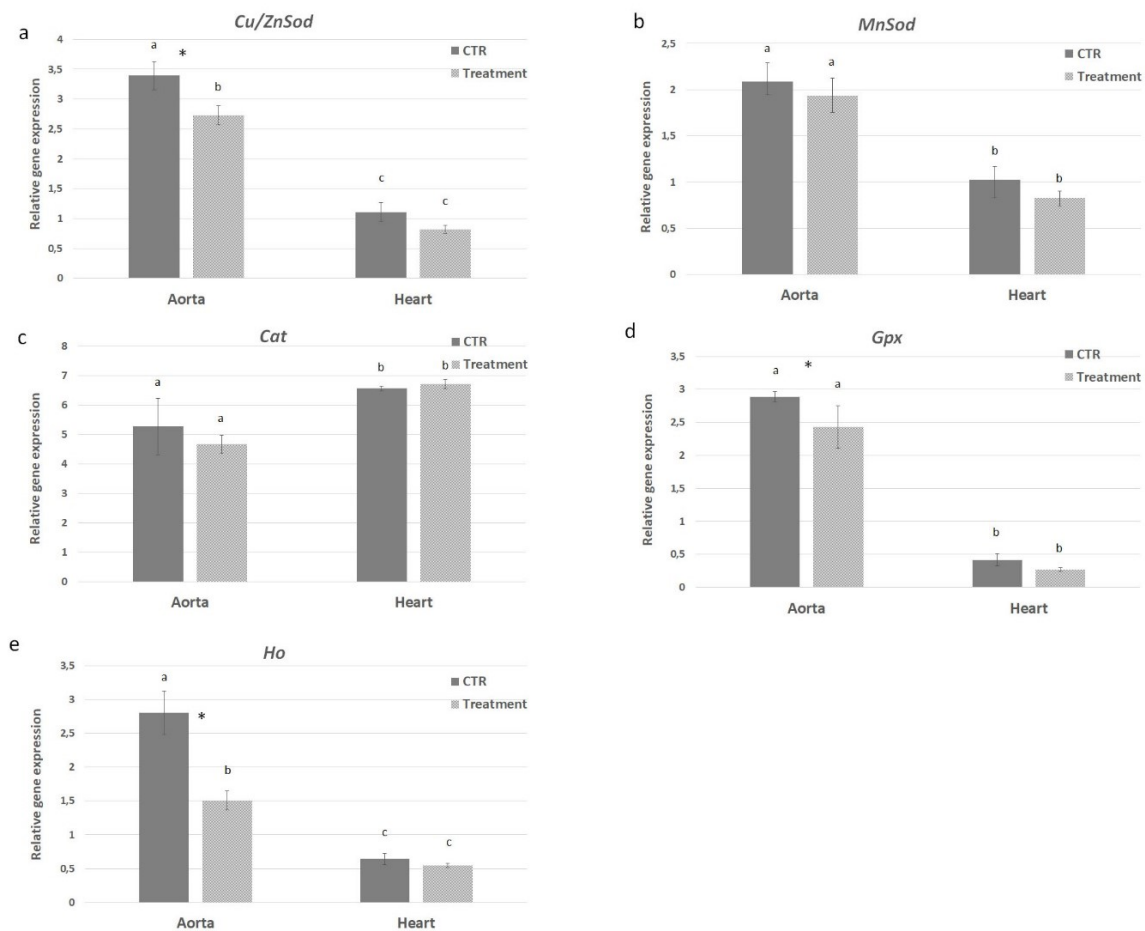 a
Cu/ZnSod
4
3,5
3
2,5
2
1,5
1
0,5
0
Relative gene expression
a
*
b
c
c
CTR
Treatment
Aorta
Heart
b
MnSod
2,5
2
1,5
1
0,5
0
Relative gene expression
a
a
b
b
CTR
Treatment
Aorta
Heart
c
Cat
8
7
6
5
4
3
2
1
0
Relative gene expression
a
a
b
b
CTR
Treatment
Aorta
Heart
d
Gpx
3,5
3
2,5
2
1,5
1
0,5
0
Relative gene expression
a
*
a
b
b
CTR
Treatment
Aorta
Heart
e
Ho
3,5
3
2,5
2
1,5
1
0,5
0
Relative gene expression
a
*
b
c
c
CTR
Treatment
Aorta
Heart